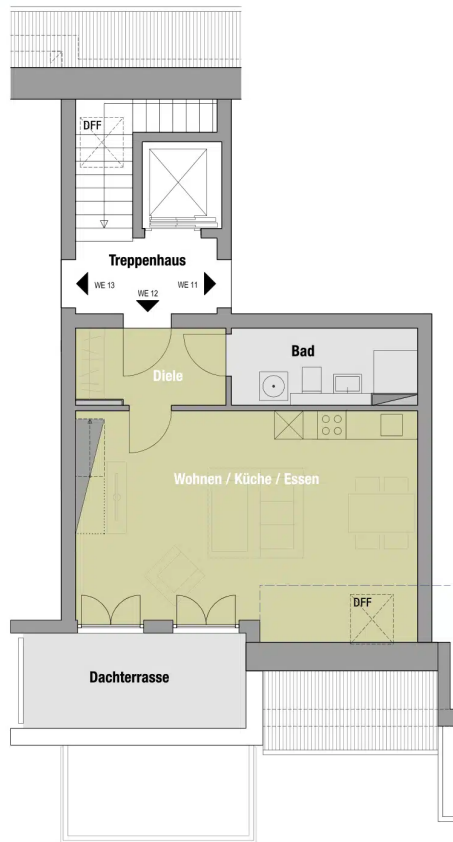 DFF
Treppenhaus
WE 13
WE 12
WE 11
Bad
Diele
Wohnen / Küche / Essen
DFF
Dachterrasse